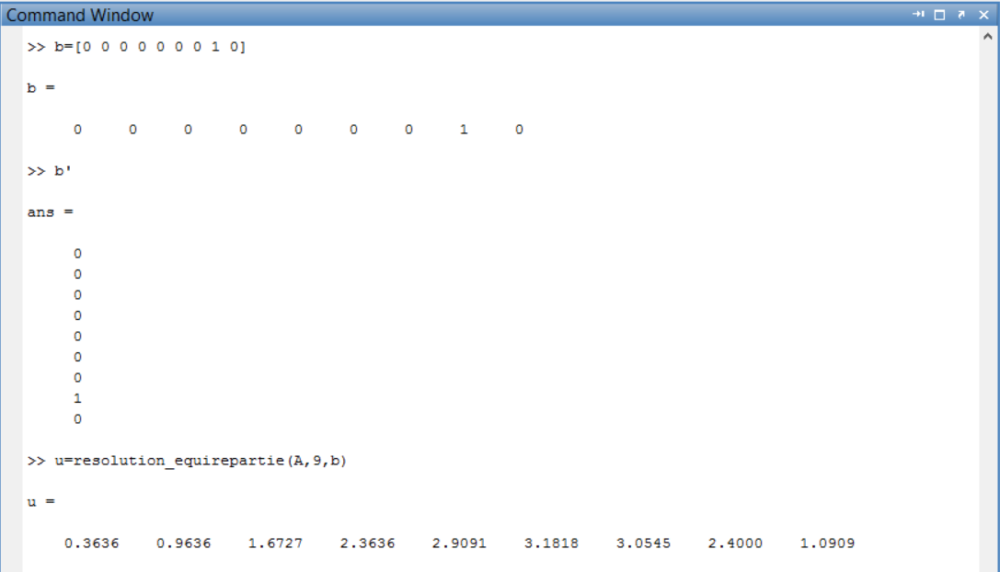 Command Window
>> b=[0 0 0 0 0 0 0 1 0]
b =
0 0 0 0 0 0 0 1 0
>> b'
ans =
0
0
0
0
0
0
0
1
0
>> u=resolution_equirepartie(A,9,b)
u =
0.3636 0.9636 1.6727 2.3636 2.9091 3.1818 3.0545 2.4000 1.0909